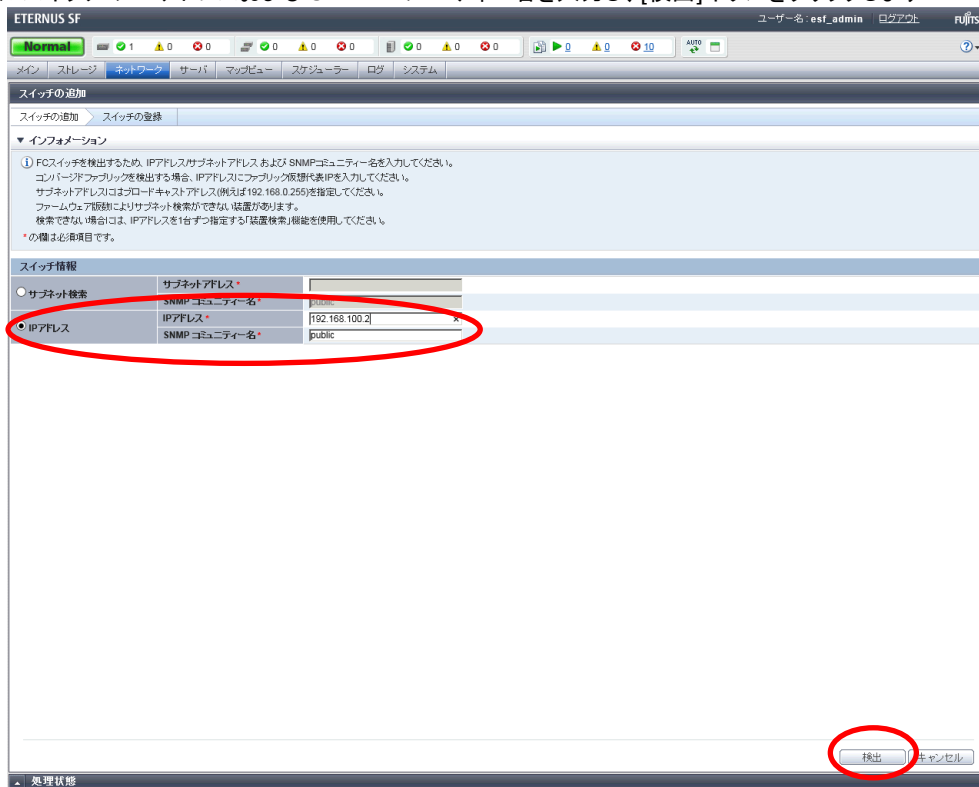 ETERNUS SF ユーザー名 : esf_admin ログアウト
Normal 1 0 0 0 0 0 0 0 0 0 0 10 AUTO
メイン ストレージ ネットワーク サーバ マップビュー スケジューラー ログ システム
スイッチの追加
スイッチの追加 スイッチの登録
▼ インフォメーション
FCスイッチを検出するため、IPアドレス/サブネットアドレス および SNMPコミュニティー名を入力してください。
コンバージドファブリックを検出する場合、IPアドレスにファブリック仮想代表IPを入力してください。
サブネットアドレスにはブロードキャストアドレス(例えば192.168.0.255)を指定してください。
ファームウェア版数によりサブネット検索ができない装置があります。
検索できない場合には、IPアドレスを1台ずつ指定する「装置検索」機能を使用してください。
*の欄は必須項目です。
スイッチ情報
サブネット検索
サブネットアドレス *
SNMP コミュニティー名 * public
IPアドレス
IPアドレス * 192.168.100.2 ×
SNMP コミュニティー名 * public
検出 キャンセル
処理状態